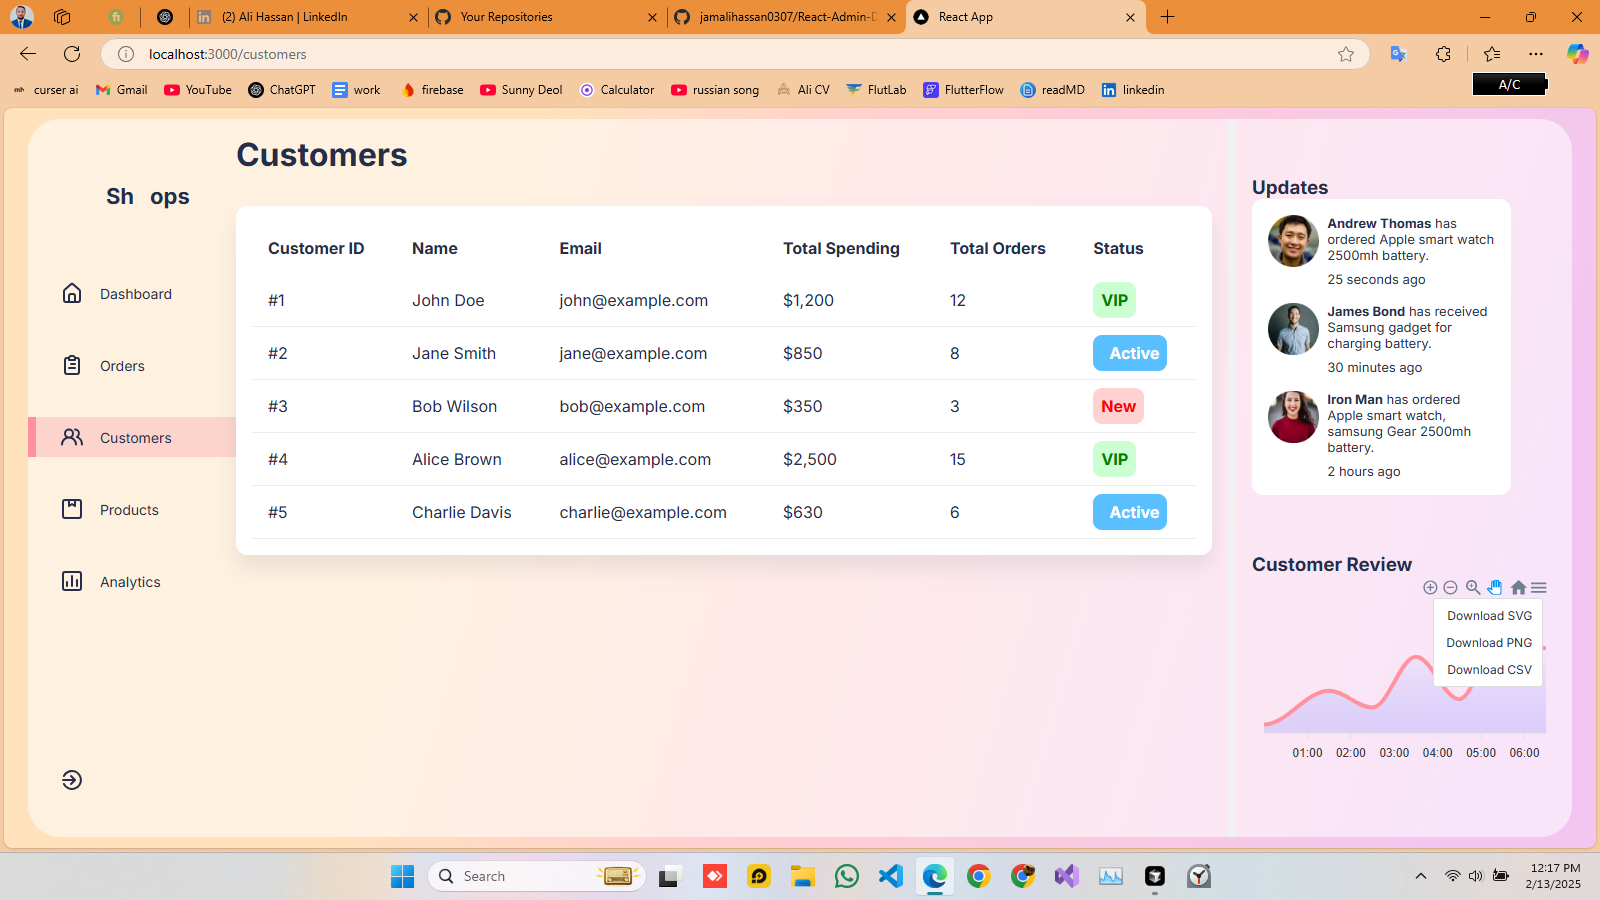 (2) Ali Hassan | LinkedIn
Your Repositories
jamalihassan0307/React-Admin-D
React App
localhost:3000/customers
curser ai
Gmail
YouTube
ChatGPT
work
firebase
Sunny Deol
Calculator
russian song
Ali CV
FlutLab
FlutterFlow
readMD
linkedin
A/C
Sh ops
Dashboard
Orders
Customers
Products
Analytics
Customers
Customer ID Name Email Total Spending Total Orders Status
#1 John Doe john@example.com $1,200 12 VIP
#2 Jane Smith jane@example.com $850 8 Active
#3 Bob Wilson bob@example.com $350 3 New
#4 Alice Brown alice@example.com $2,500 15 VIP
#5 Charlie Davis charlie@example.com $630 6 Active
Updates
Andrew Thomas has
ordered Apple smart watch
2500mh battery.
25 seconds ago
James Bond has received
Samsung gadget for
charging battery.
30 minutes ago
Iron Man has ordered
Apple smart watch,
samsung Gear 2500mh
battery.
2 hours ago
Customer Review
Download SVG
Download PNG
Download CSV
01:00 02:00 03:00 04:00 05:00 06:00
Search
12:17 PM
2/13/2025